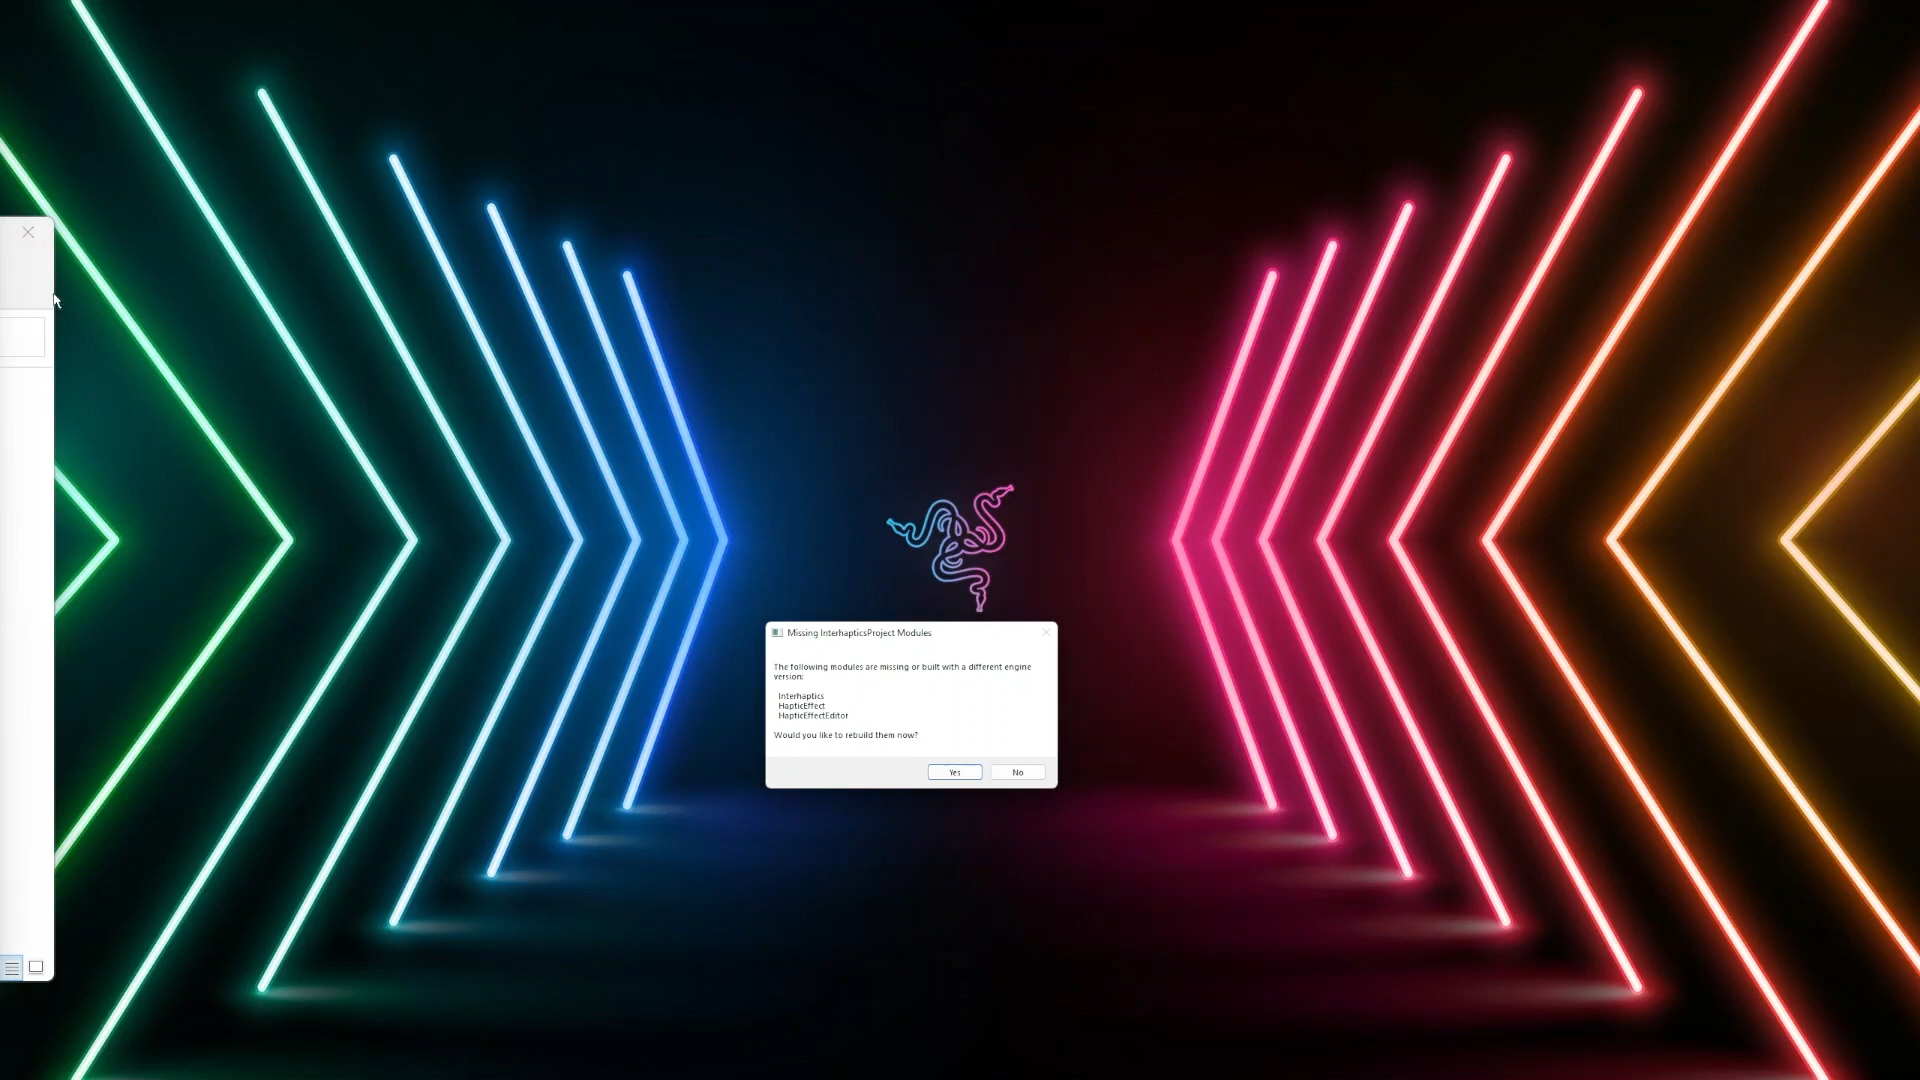 Missing InterhapticsProject Modules
The following modules are missing or built with a different engine
version:
Interhaptics
HapticEffect
HapticEffectEditor
Would you like to rebuild them now?
Yes
No